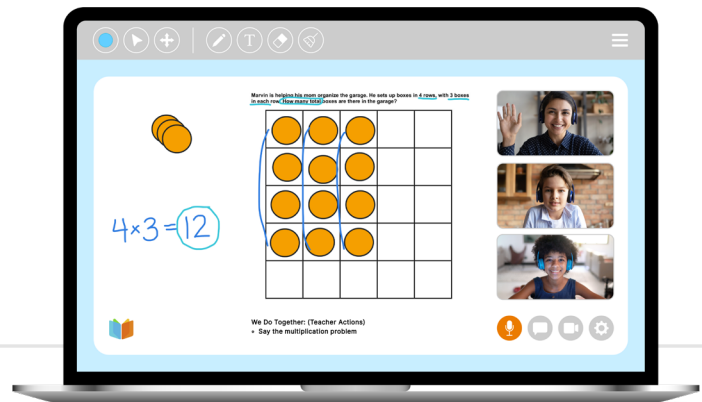 T
Marvin is helping his mom organize the garage. He sets up boxes in 4 rows, with 3 boxes
in each row. How many total boxes are there in the garage?
4×3=12
We Do Together: (Teacher Actions)
• Say the multiplication problem